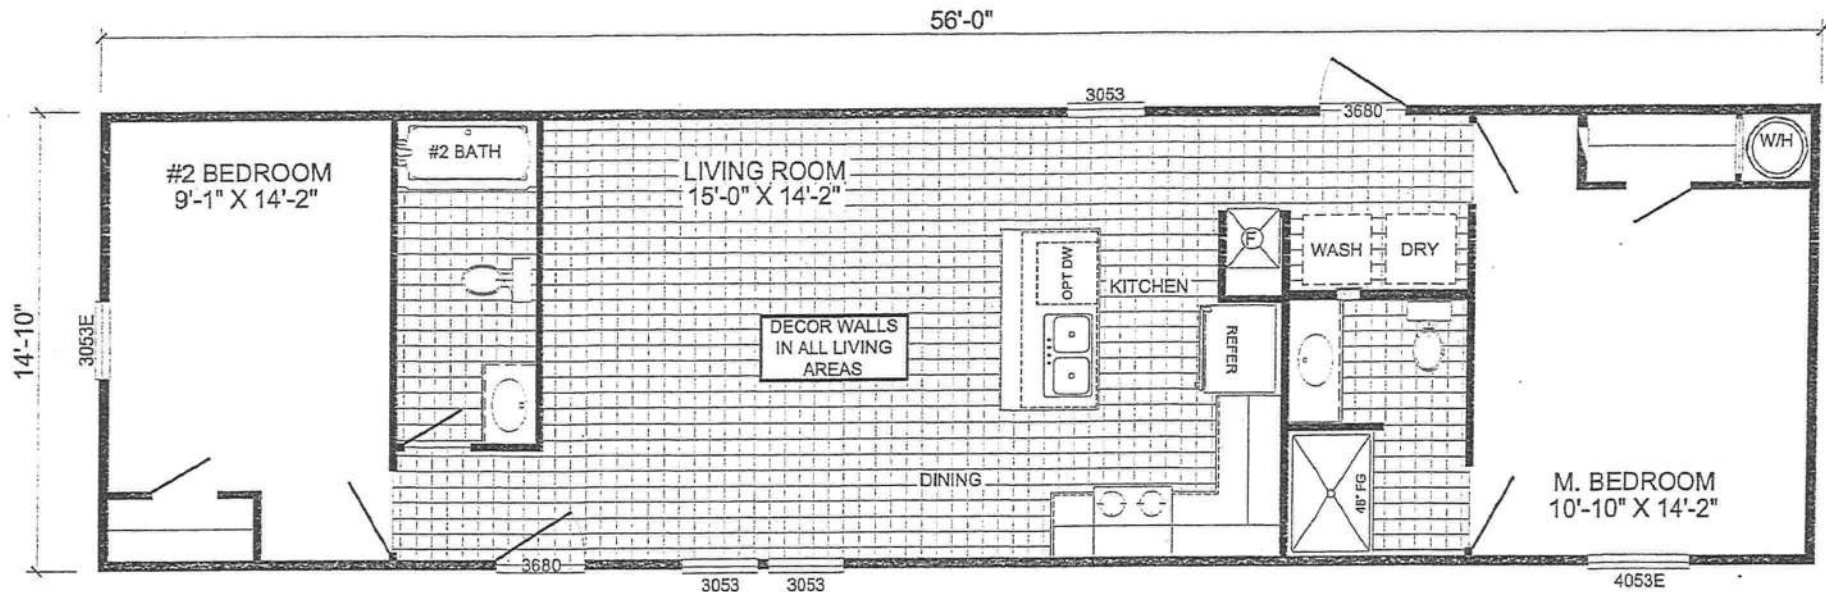 56'-0"
3053
3680
14'-10"
#2 BEDROOM
9'-1" X 14'-2"
#2 BATH
LIVING ROOM
15'-0" X 14'-2"
W/H
F
WASH
DRY
OPT DW
KITCHEN
3053E
DECOR WALLS
IN ALL LIVING
AREAS
REFER
DINING
48" FG
M. BEDROOM
10'-10" X 14'-2"
3680
3053
3053
4053E